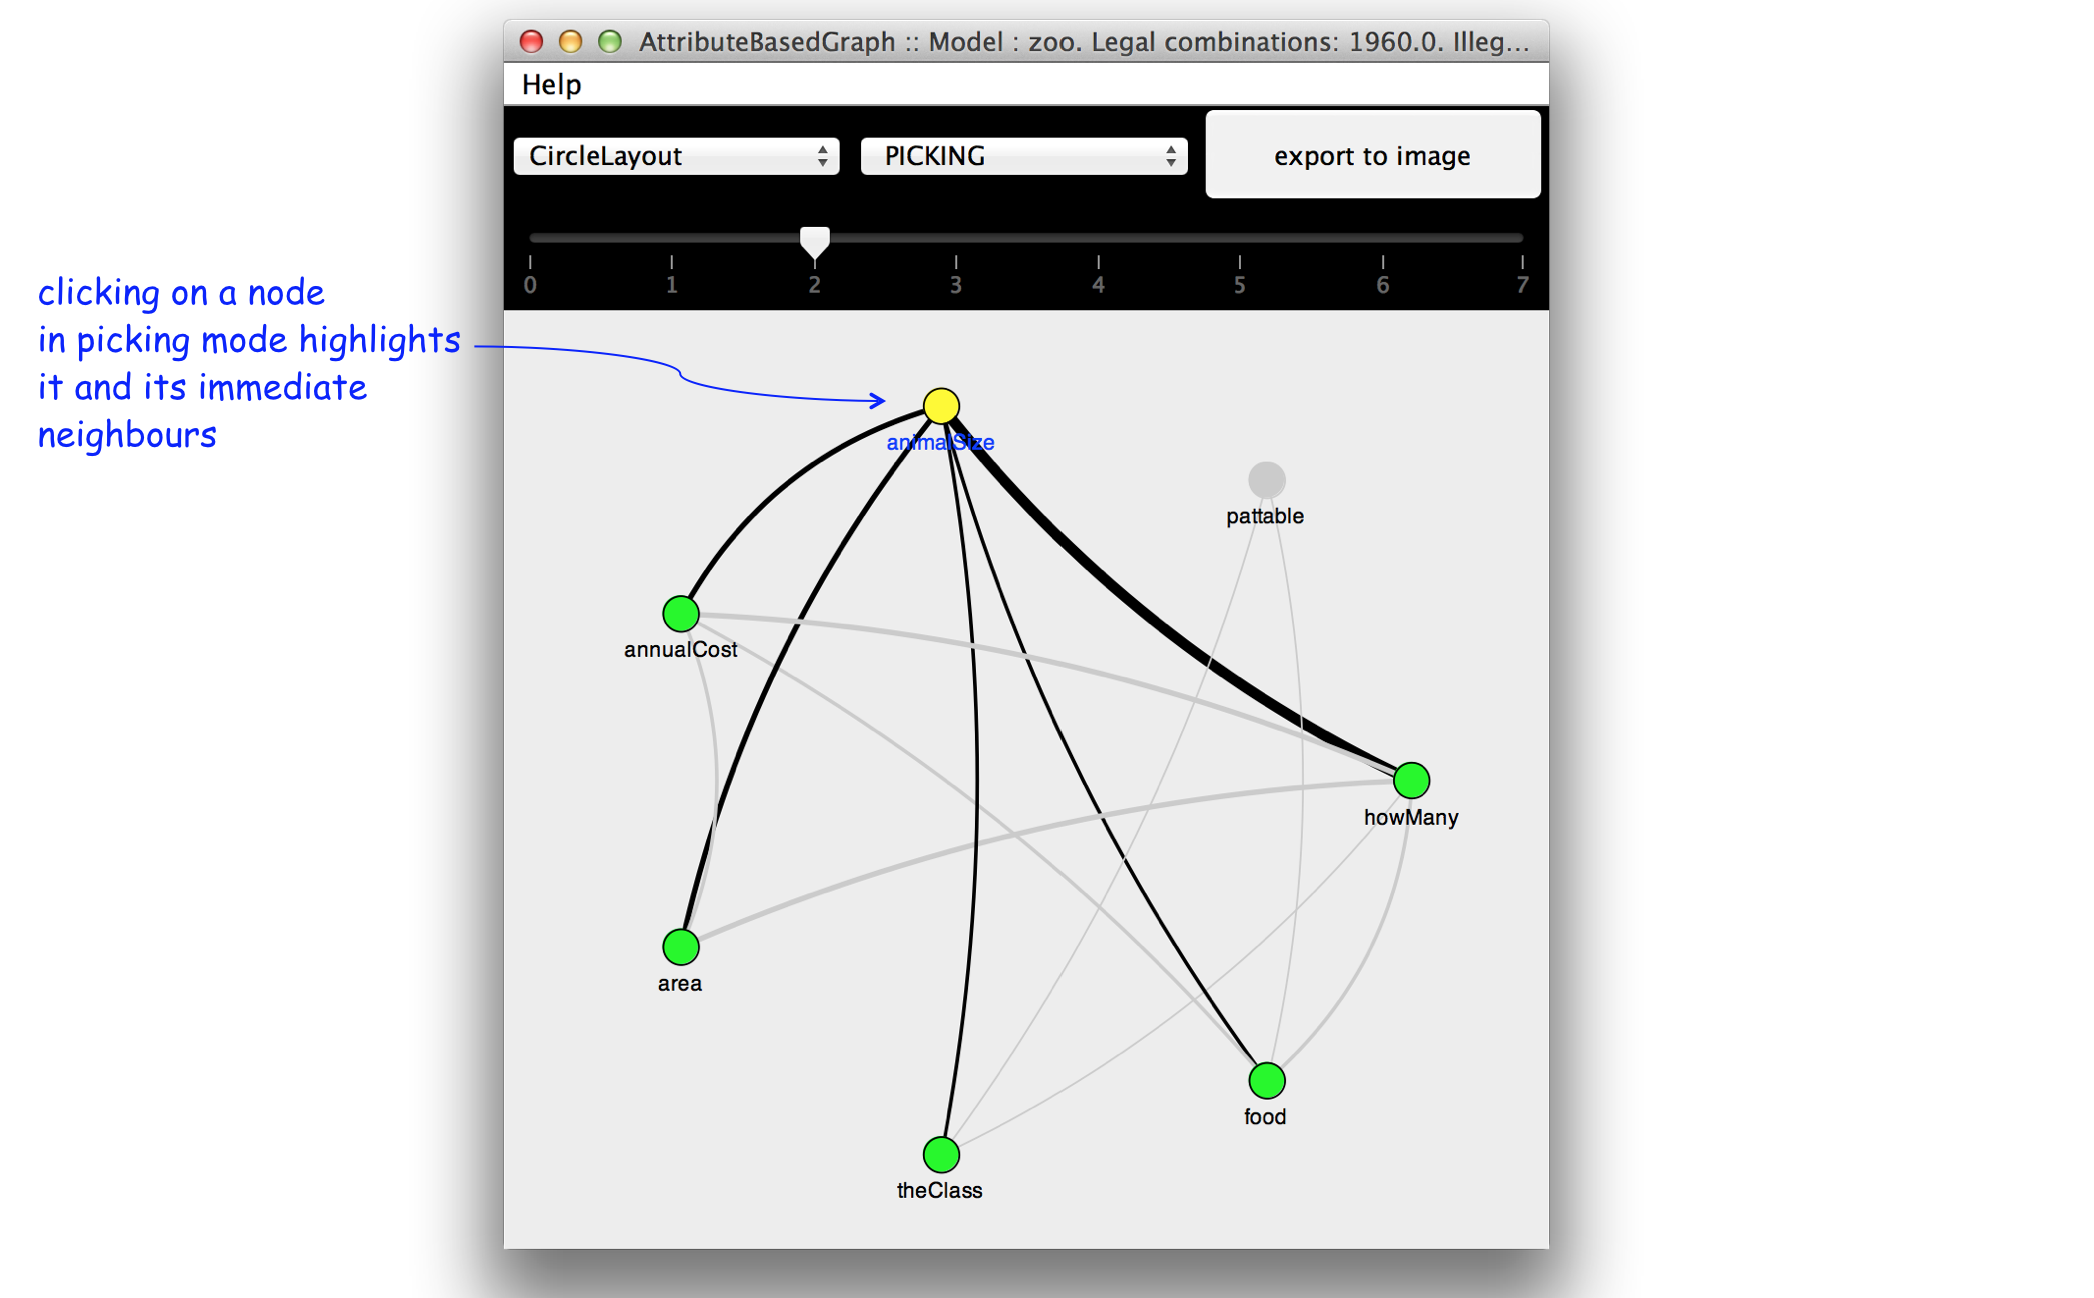 AttributeBasedGraph :: Model : zoo. Legal combinations: 1960.0. Illeg...
Help
CircleLayout
PICKING
export to image
0 1 2 3 4 5 6 7
clicking on a node
in picking mode highlights
it and its immediate
neighbours
animalSize
pattable
annualCost
howMany
area
food
theClass